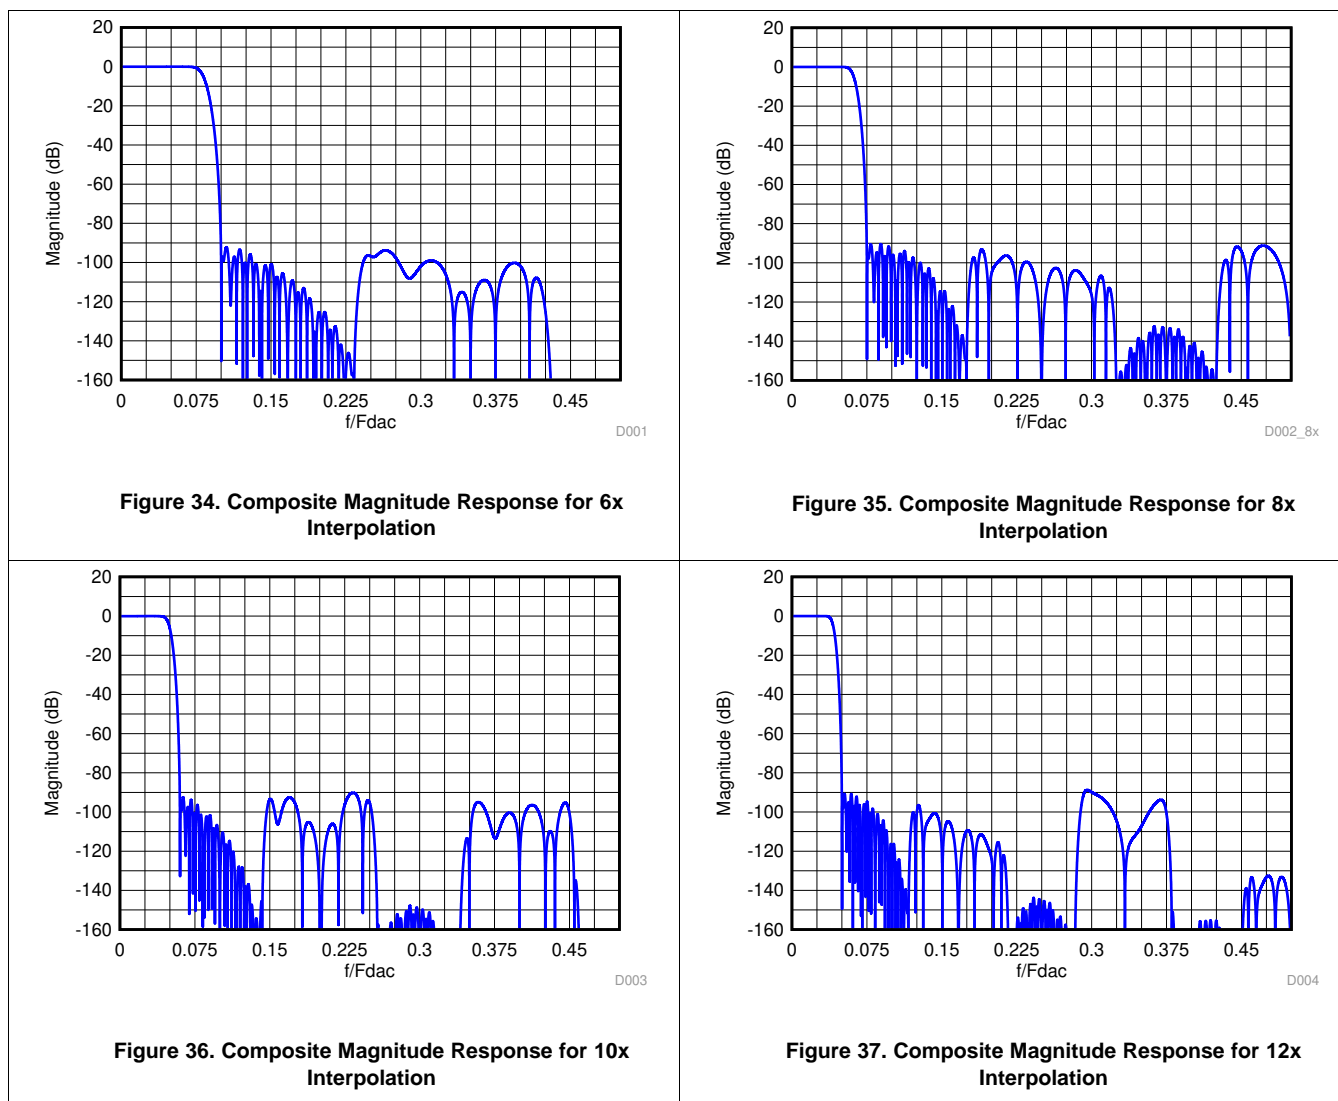 20
0
-20
-40
-60
-80
-100
-120
-140
-160
Magnitude (dB)
0 0.075 0.15 0.225 0.3 0.375 0.45
f/Fdac
D001
Figure 34. Composite Magnitude Response for 6x
Interpolation
20
0
-20
-40
-60
-80
-100
-120
-140
-160
Magnitude (dB)
0 0.075 0.15 0.225 0.3 0.375 0.45
f/Fdac
D002_8x
Figure 35. Composite Magnitude Response for 8x
Interpolation
20
0
-20
-40
-60
-80
-100
-120
-140
-160
Magnitude (dB)
0 0.075 0.15 0.225 0.3 0.375 0.45
f/Fdac
D003
Figure 36. Composite Magnitude Response for 10x
Interpolation
20
0
-20
-40
-60
-80
-100
-120
-140
-160
Magnitude (dB)
0 0.075 0.15 0.225 0.3 0.375 0.45
f/Fdac
D004
Figure 37. Composite Magnitude Response for 12x
Interpolation